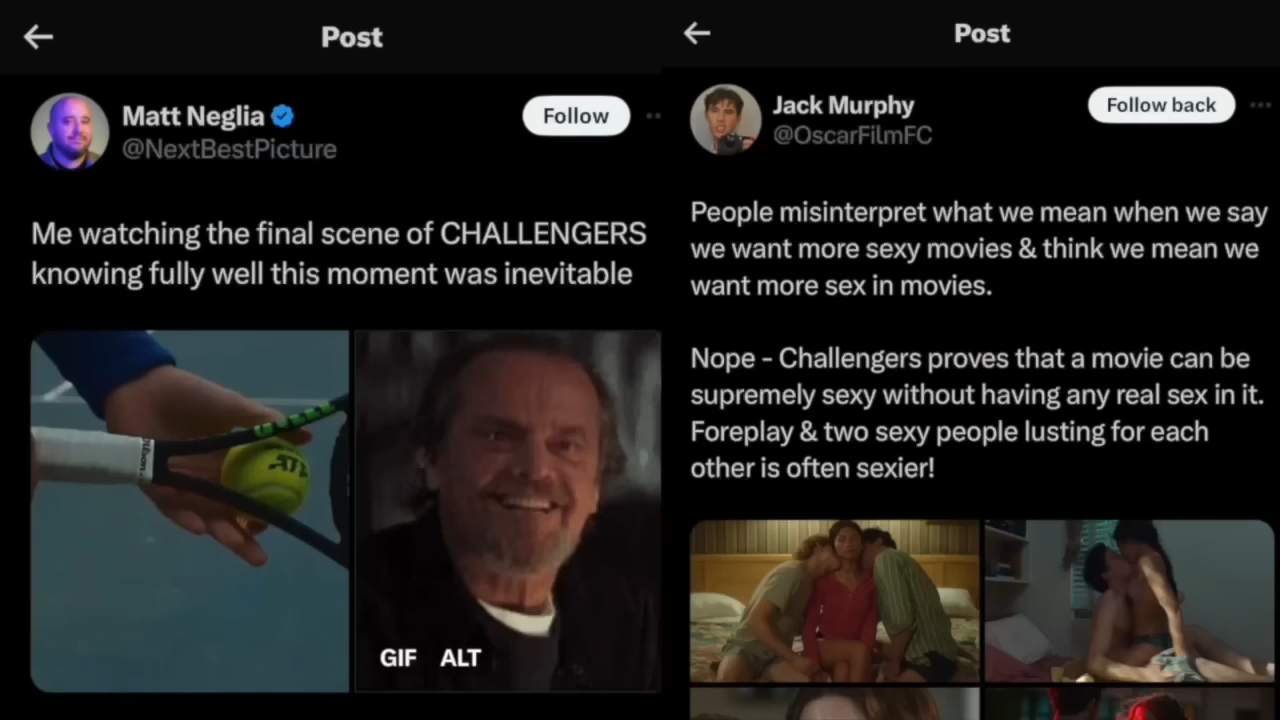 Post
Matt Neglia
@NextBestPicture
Follow
Me watching the final scene of CHALLENGERS
knowing fully well this moment was inevitable
Wilson
GIF ALT
Post
Jack Murphy
@OscarFilmFC
Follow back
People misinterpret what we mean when we say
we want more sexy movies & think we mean we
want more sex in movies.
Nope - Challengers proves that a movie can be
supremely sexy without having any real sex in it.
Foreplay & two sexy people lusting for each
other is often sexier!